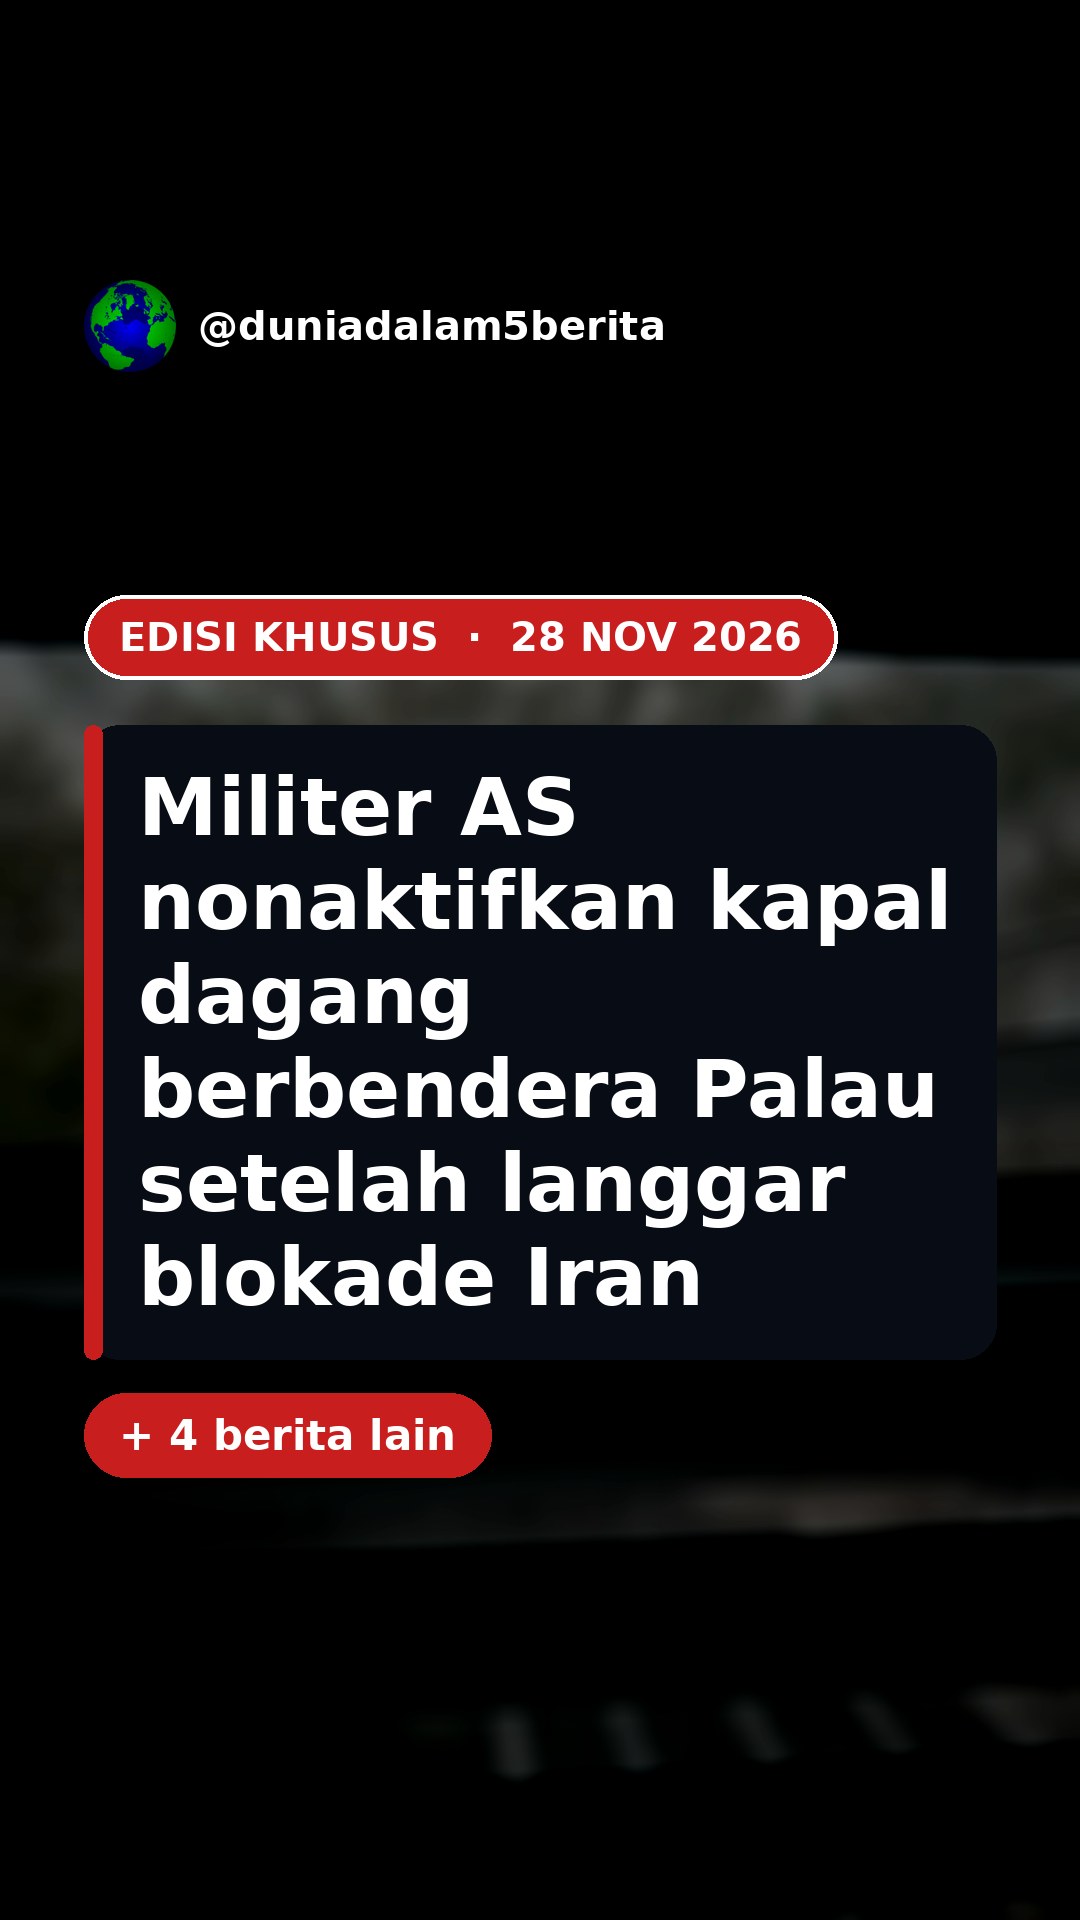 @duniadalam5berita
EDISI KHUSUS · 28 NOV 2026
Militer AS
nonaktifkan kapal
dagang
berbendera Palau
setelah langgar
blokade Iran
+ 4 berita lain